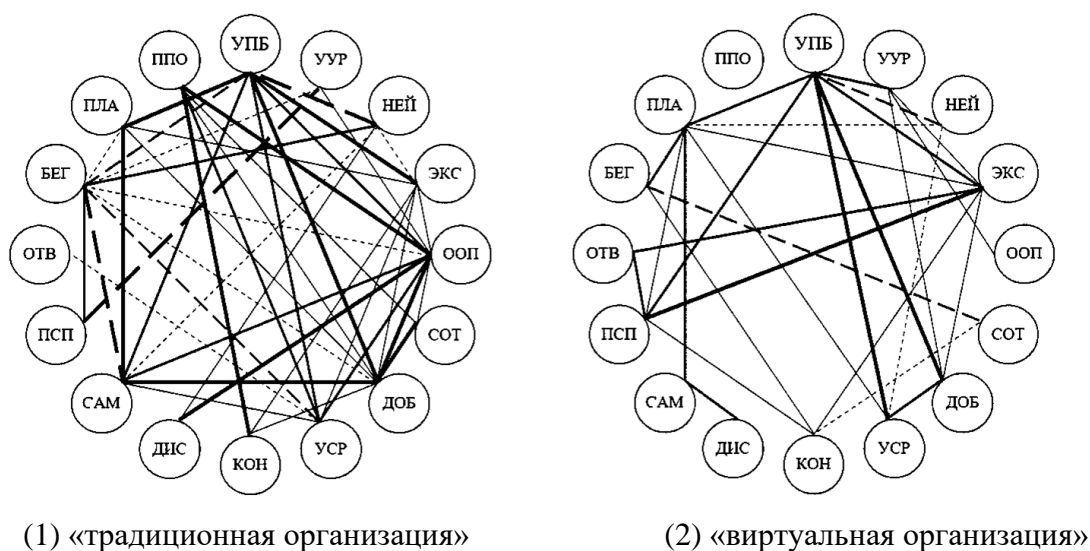 УПБ
ППО
УУР
ПЛА
НЕЙ
БЕГ
ЭКС
ОТВ
ООП
ПСП
СОТ
САМ
ДОБ
ДИС
КОН
УСР
(1) «традиционная организация»
УПБ
ППО
УУР
ПЛА
НЕЙ
БЕГ
ЭКС
ОТВ
ООП
ПСП
СОТ
САМ
ДОБ
ДИС
КОН
УСР
(2) «виртуальная организация»